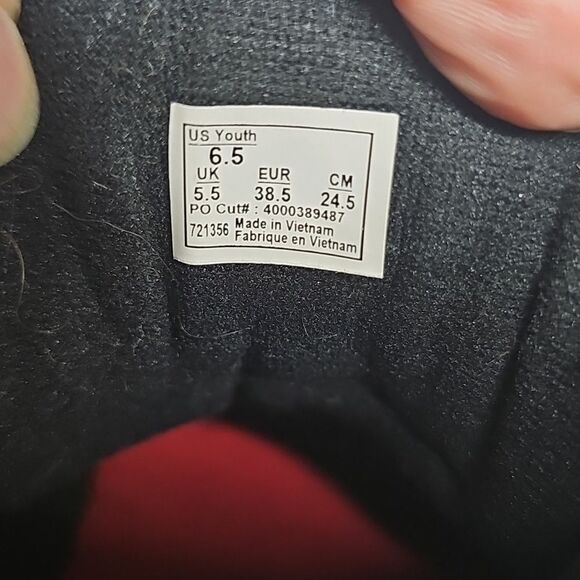 US Youth
6.5
UK EUR CM
5.5 38.5 24.5
PO Cut# : 4000389487
721356 Made in Vietnam
Fabrique en Vietnam